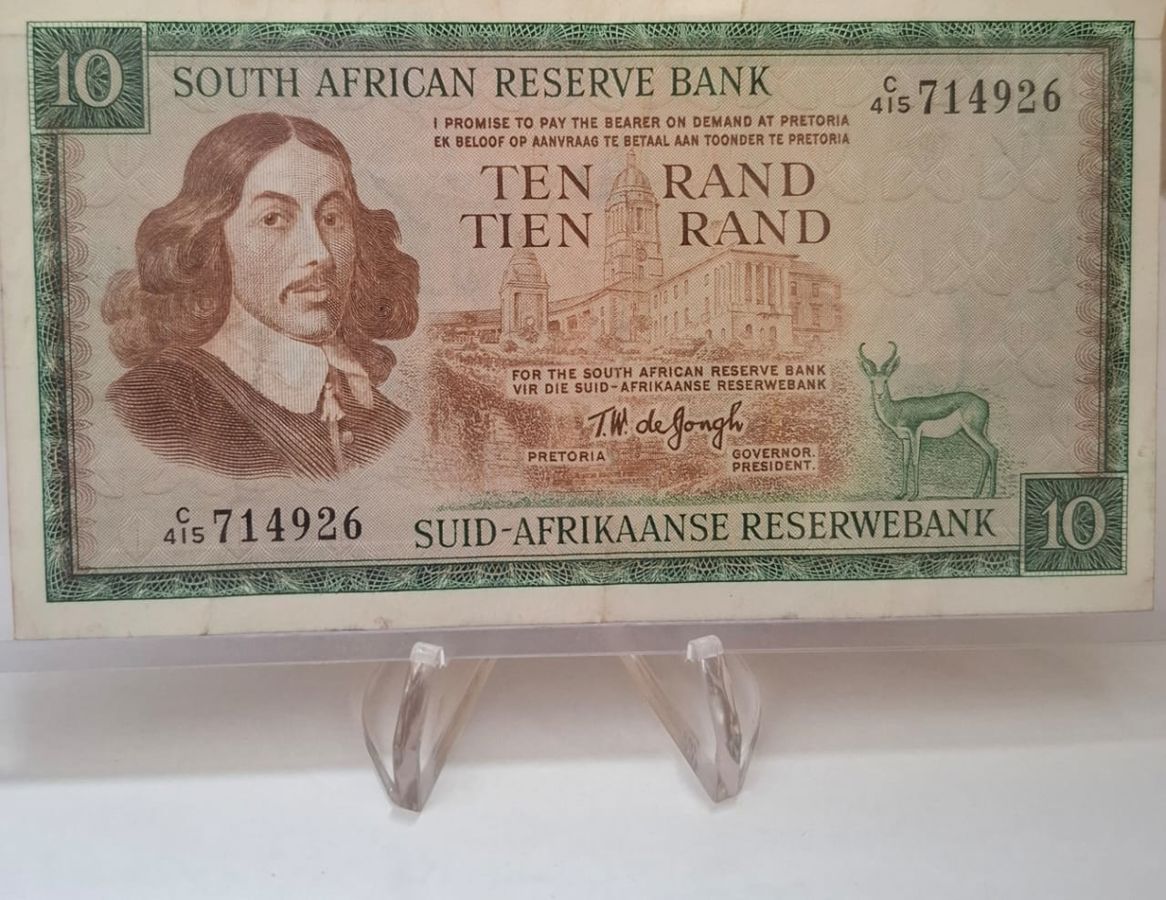 10
SOUTH AFRICAN RESERVE BANK
C/415 714926
I PROMISE TO PAY THE BEARER ON DEMAND AT PRETORIA
EK BELOOF OP AANVRAAG TE BETAAL AAN TOONDER TE PRETORIA
TEN RAND
TIEN RAND
FOR THE SOUTH AFRICAN RESERVE BANK
VIR DIE SUID-AFRIKAANSE RESERWEBANK
T.W. de Jongh
PRETORIA
GOVERNOR.
PRESIDENT.
C/415 714926
SUID-AFRIKAANSE RESERWEBANK
10